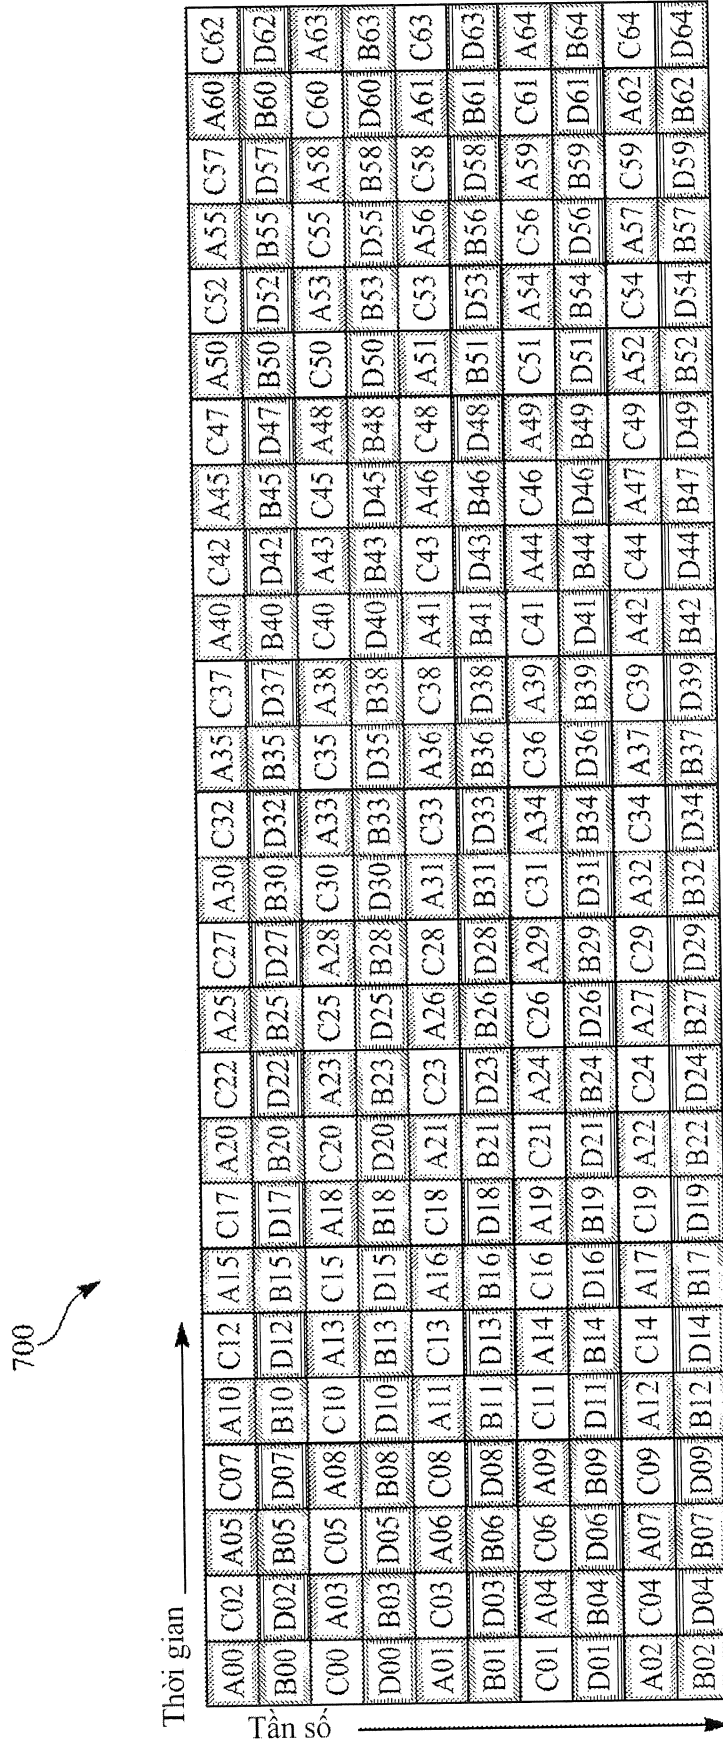 700
Thời gian
Tần số
A00 C02 A05 C07 A10 C12 A15 C17 A20 C22 A25 C27 A30 C32 A35 C37 A40 C42 A45 C47 A50 C52 A55 C57 A60 C62
B00 D02 B05 D07 B10 D12 B15 D17 B20 D22 B25 D27 B30 D32 B35 D37 B40 D42 B45 D47 B50 D52 B55 D57 B60 D62
C00 A03 C05 A08 C10 A13 C15 A18 C20 A23 C25 A28 C30 A33 C35 A38 C40 A43 C45 A48 C50 A53 C55 A58 C60 A63
D00 B03 D05 B08 D10 B13 D15 B18 D20 B23 D25 B28 D30 B33 D35 B38 D40 B43 D45 B48 D50 B53 D55 B58 D60 B63
A01 C03 A06 C08 A11 C13 A16 C18 A21 C23 A26 C28 A31 C33 A36 C38 A41 C43 A46 C48 A51 C53 A56 C58 A61 C63
B01 D03 B06 D08 B11 D13 B16 D18 B21 D23 B26 D28 B31 D33 B36 D38 B41 D43 B46 D48 B51 D53 B56 D58 B61 D63
C01 A04 C06 A09 C11 A14 C16 A19 C21 A24 C26 A29 C31 A34 C36 A39 C41 A44 C46 A49 C51 A54 C56 A59 C61 A64
D01 B04 D06 B09 D11 B14 D16 B19 D21 B24 D26 B29 D31 B34 D36 B39 D41 B44 D46 B49 D51 B54 D56 B59 D61 B64
A02 C04 A07 C09 A12 C14 A17 C19 A22 C24 A27 C29 A32 C34 A37 C39 A42 C44 A47 C49 A52 C54 A57 C59 A62 C64
B02 D04 B07 D09 B12 D14 B17 D19 B22 D24 B27 D29 B32 D34 B37 D39 B42 D44 B47 D49 B52 D54 B57 D59 B62 D64